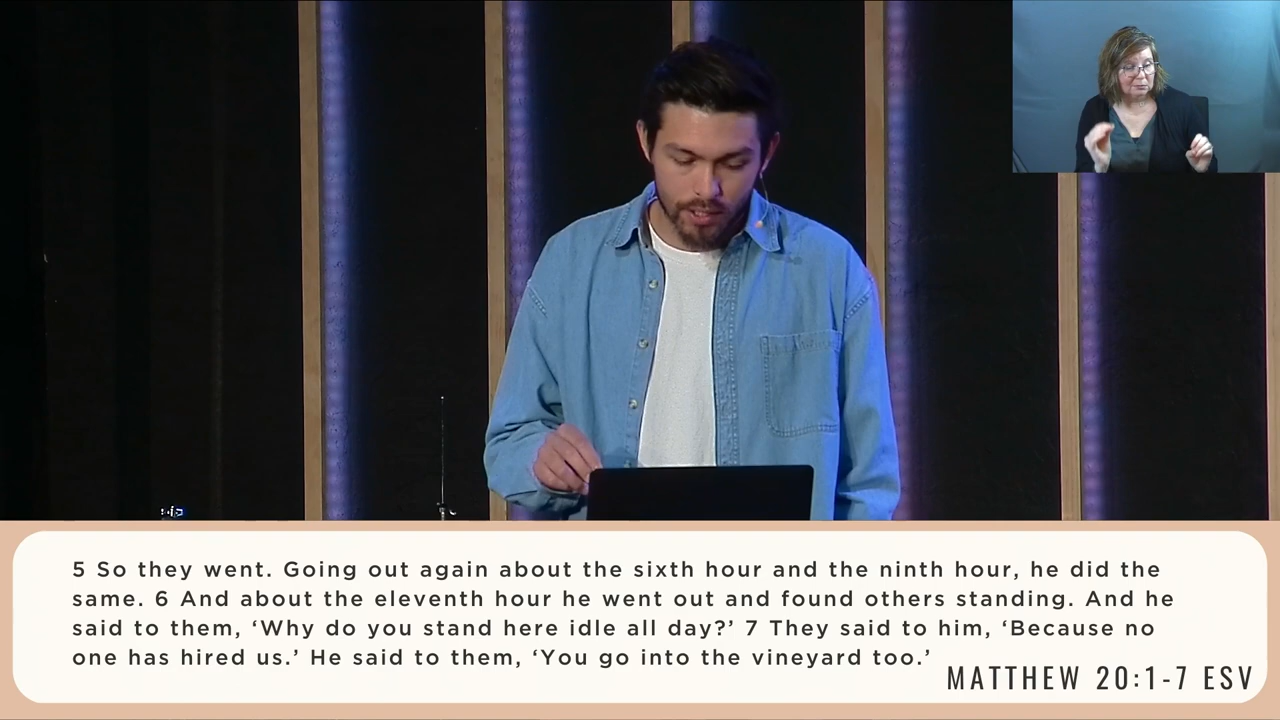 5 So they went. Going out again about the sixth hour and the ninth hour, he did the
same. 6 And about the eleventh hour he went out and found others standing. And he
said to them, ‘Why do you stand here idle all day?’ 7 They said to him, ‘Because no
one has hired us.’ He said to them, ‘You go into the vineyard too.’
MATTHEW 20:1-7 ESV